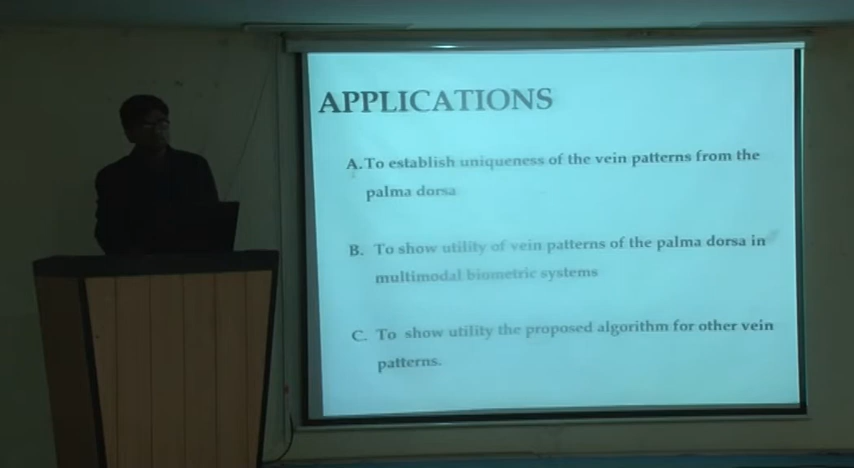 APPLICATIONS
A.To establish uniqueness of the vein patterns from the
palma dorsa
B. To show utility of vein patterns of the palma dorsa in
multimodal biometric systems
C. To show utility the proposed algorithm for other vein
patterns.